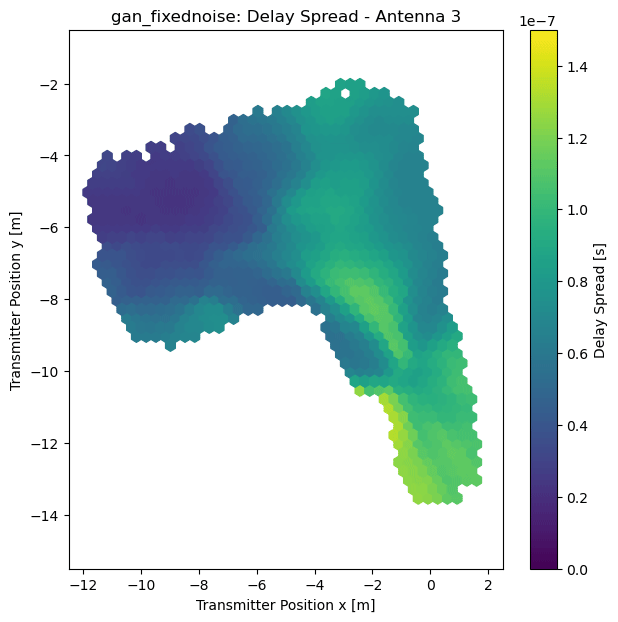 gan_fixednoise: Delay Spread - Antenna 3
1e−7
1.4
1.2
1.0
0.8
0.6
0.4
0.2
0.0
Delay Spread [s]
−2
−4
−6
−8
−10
−12
−14
Transmitter Position y [m]
−12 −10 −8 −6 −4 −2 0 2
Transmitter Position x [m]